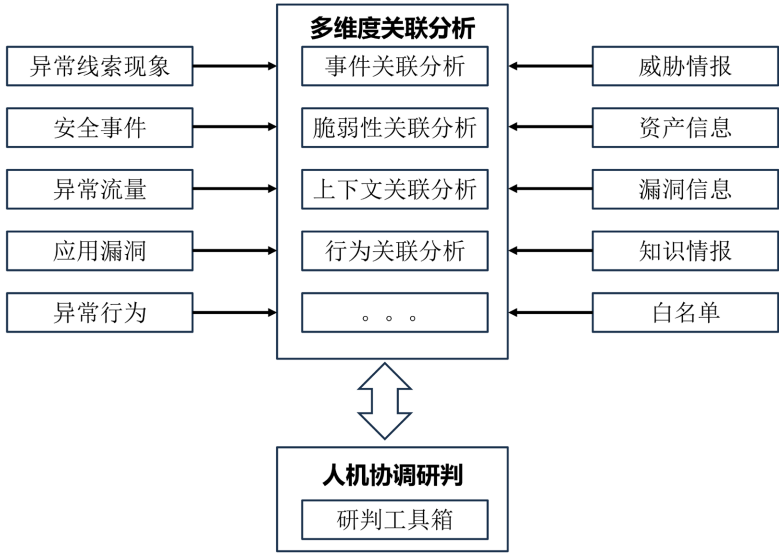 多维度关联分析
异常线索现象
事件关联分析
威胁情报
安全事件
脆弱性关联分析
资产信息
异常流量
上下文关联分析
漏洞信息
应用漏洞
行为关联分析
知识情报
异常行为
。。。
白名单
人机协调研判
研判工具箱